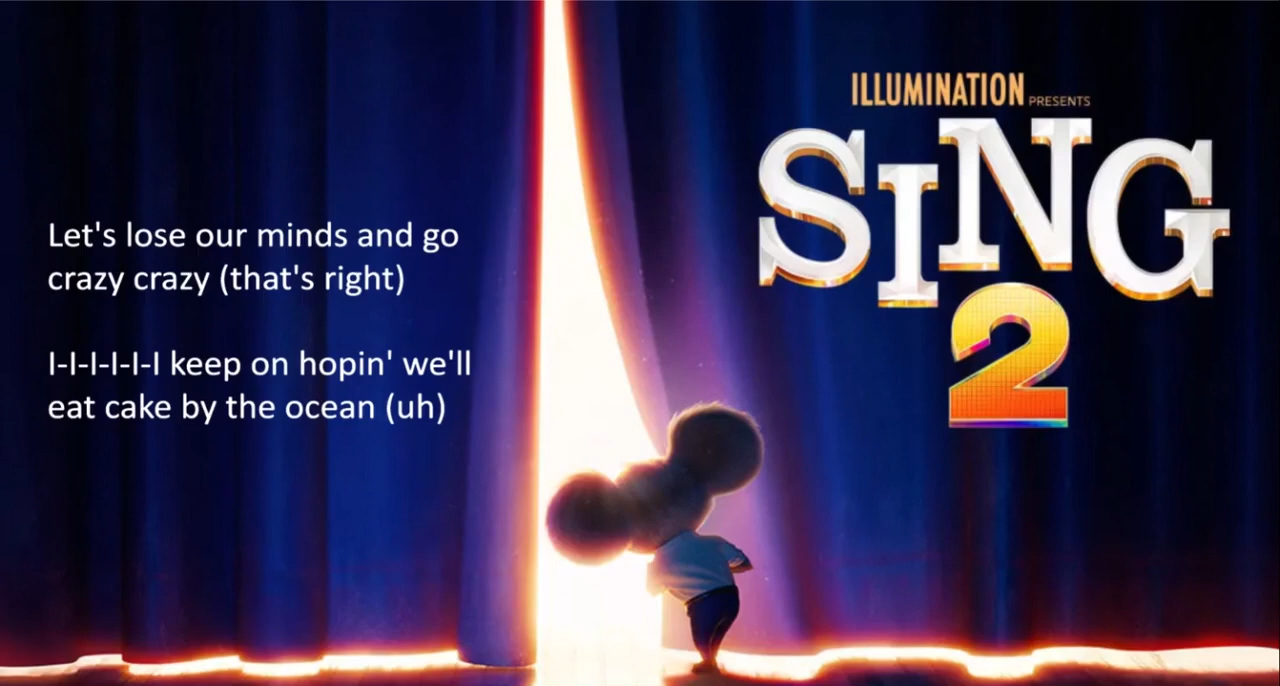 ILLUMINATION PRESENTS
SING
2
Let's lose our minds and go
crazy crazy (that's right)
I-I-I-I-I-I keep on hopin' we'll
eat cake by the ocean (uh)